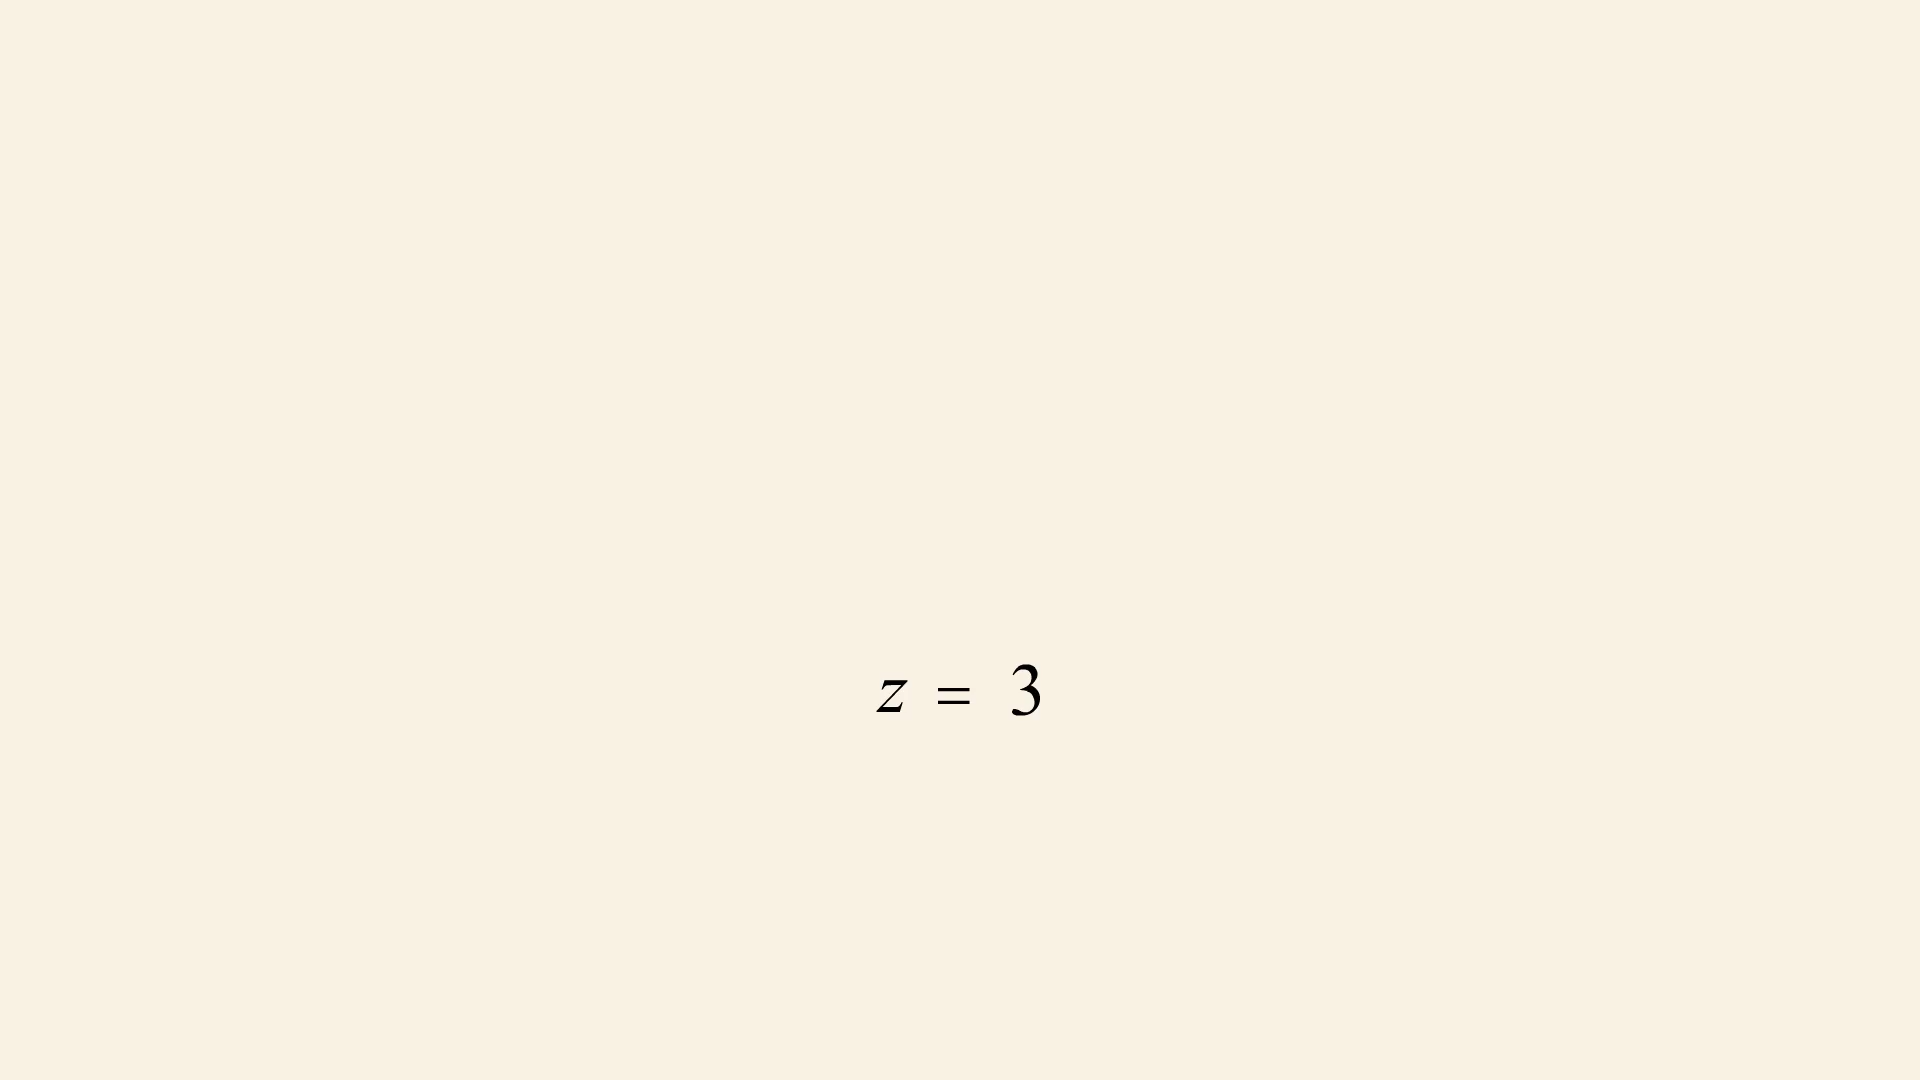 z = 3